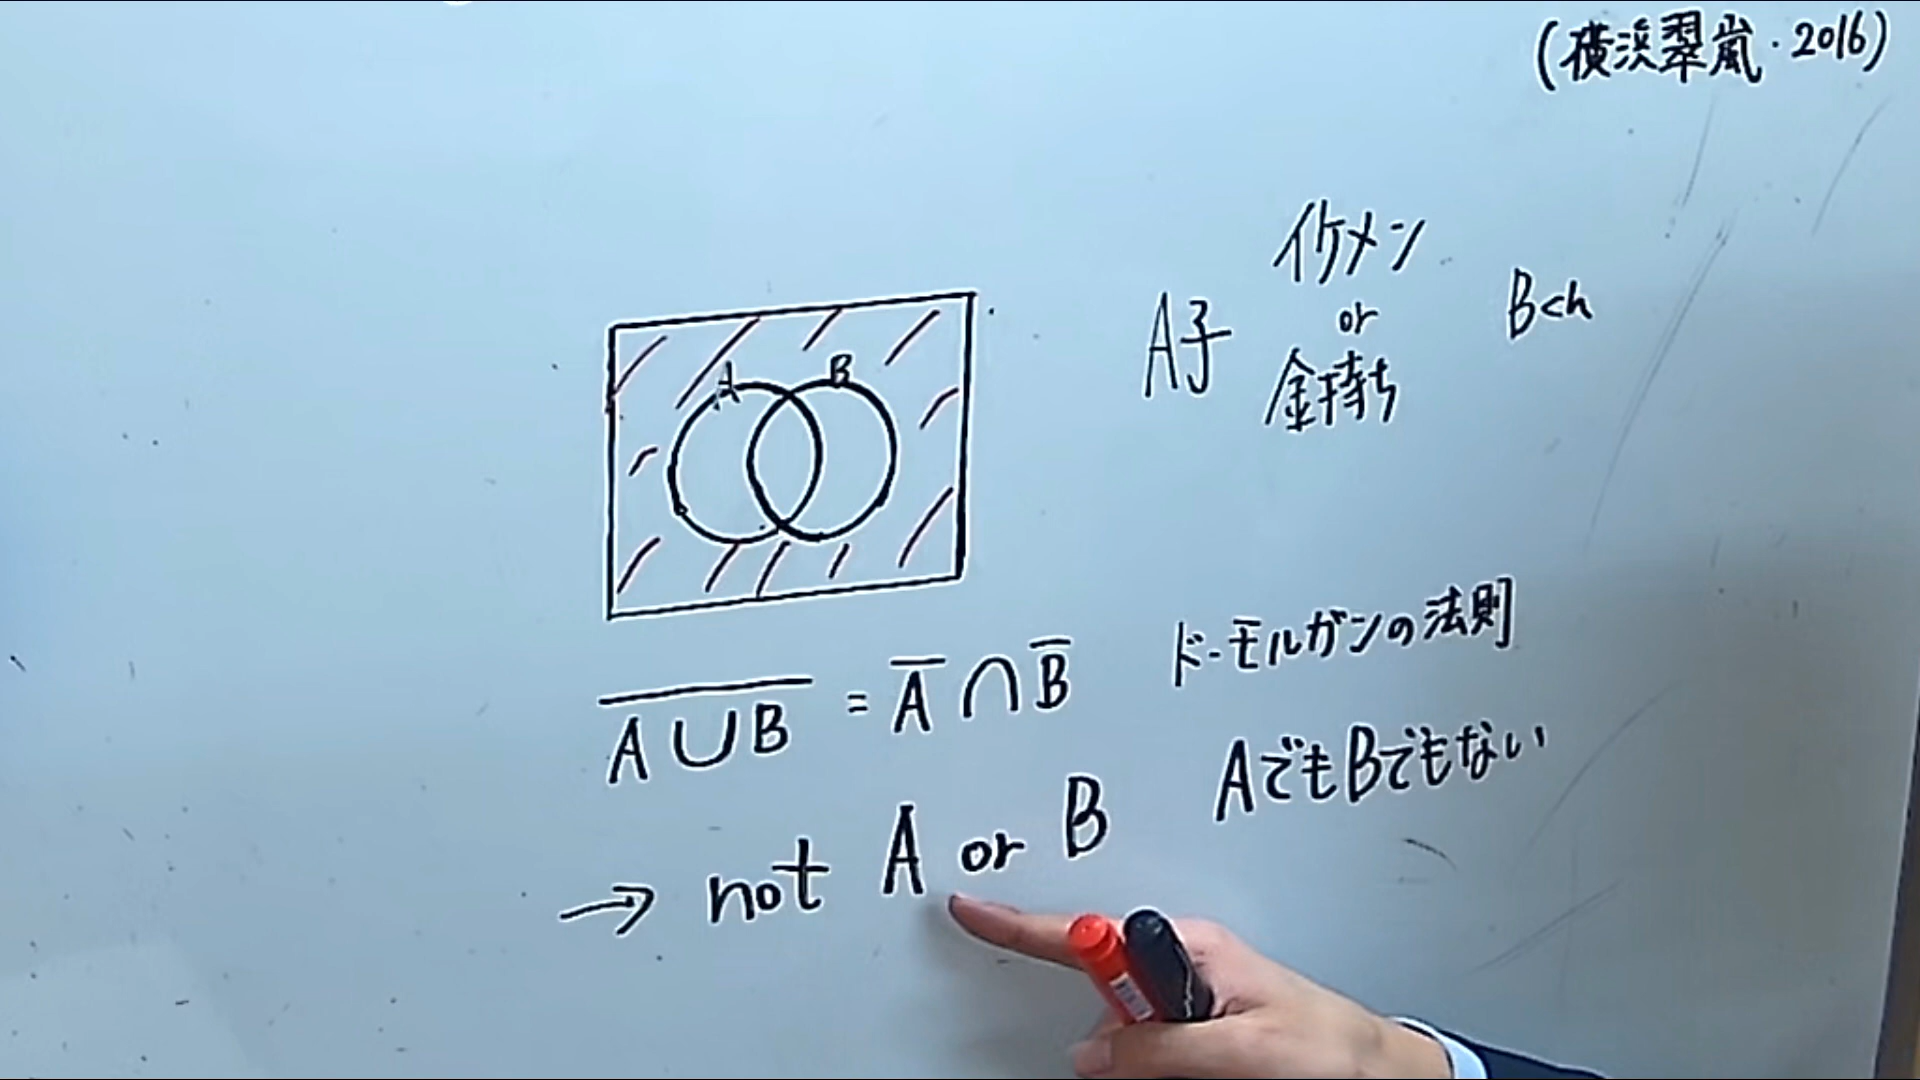 (横浜翠嵐・2016)
イケメン
or
金持ち
A子
Bくん
A
B
A∪B = A̅ ∩ B̅
ド・モルガンの法則
AでもBでもない
→ not A or B